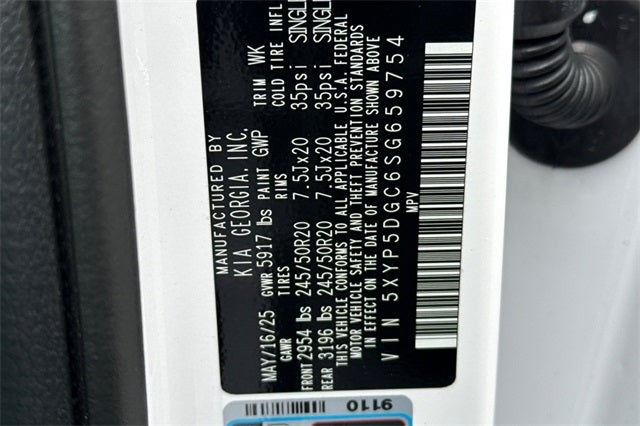 MANUFACTURED BY
KIA GEORGIA, INC.
MAY/16/25 GVWR 5917 lbs PAINT GWP TRIM WK
GAWR TIRES RIMS COLD TIRE INFL
FRONT 2954 lbs 245/50R20 7.5Jx20 35psi
REAR 3196 lbs 245/50R20 7.5Jx20 35psi
THIS VEHICLE CONFORMS TO ALL APPLICABLE U.S.A. FEDERAL
MOTOR VEHICLE SAFETY AND THEFT PREVENTION STANDARDS
IN EFFECT ON THE DATE OF MANUFACTURE SHOWN ABOVE
VIN 5XYP5DGC6SG659754
MPV
9110